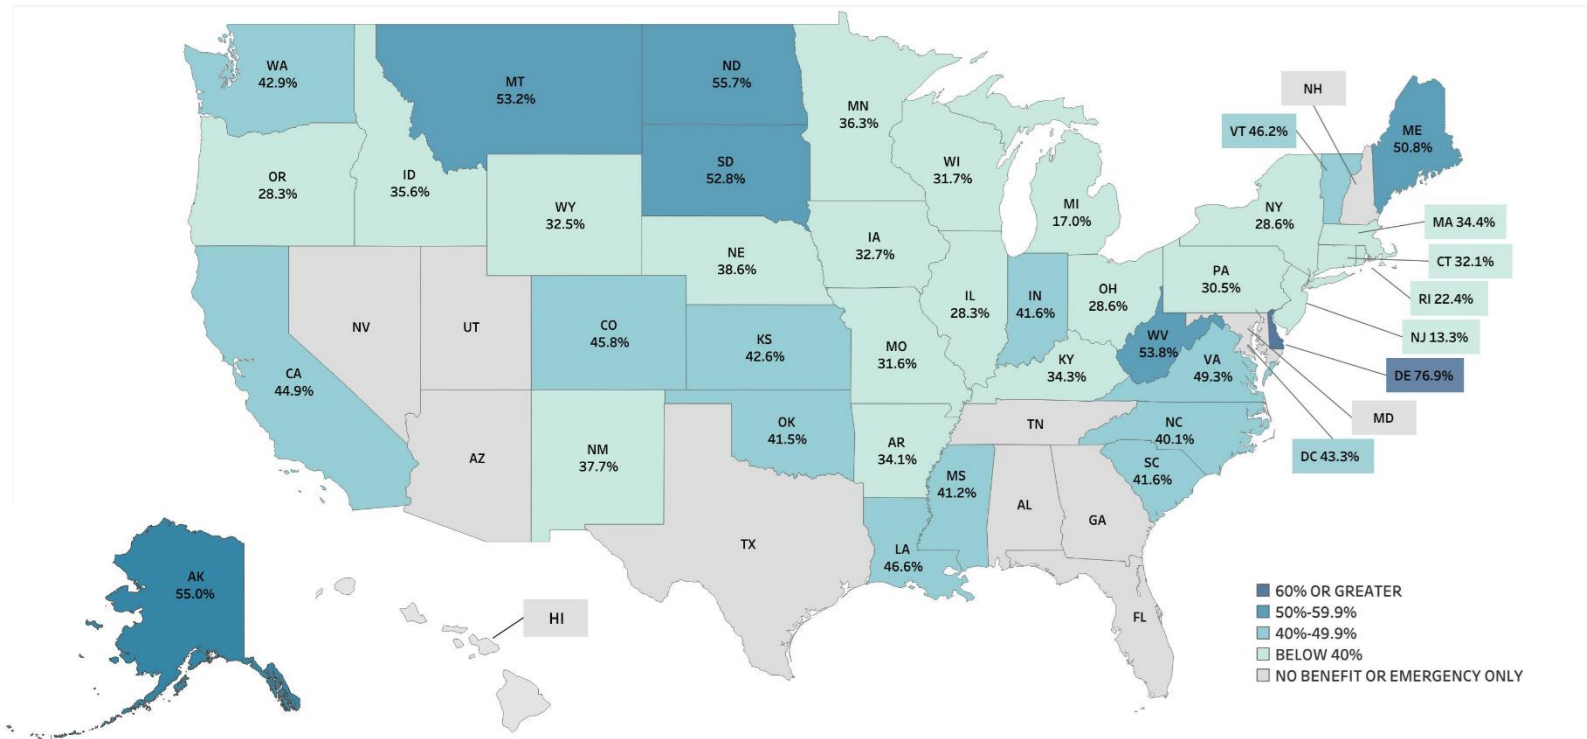 WA
42.9%
MT
53.2%
ND
55.7%
MN
36.3%
NH
VT 46.2%
ME
50.8%
OR
28.3%
ID
35.6%
SD
52.8%
WI
31.7%
WY
32.5%
MI
17.0%
NY
28.6%
MA 34.4%
CT 32.1%
RI 22.4%
NJ 13.3%
DE 76.9%
MD
DC 43.3%
NE
38.6%
IA
32.7%
PA
30.5%
IL
28.3%
IN
41.6%
OH
28.6%
NV
UT
CO
45.8%
KS
42.6%
MO
31.6%
KY
34.3%
WV
53.8%
VA
49.3%
CA
44.9%
AZ
NM
37.7%
OK
41.5%
AR
34.1%
TN
NC
40.1%
SC
41.6%
MS
41.2%
AL
GA
TX
LA
46.6%
FL
AK
55.0%
HI
60% OR GREATER
50%-59.9%
40%-49.9%
BELOW 40%
NO BENEFIT OR EMERGENCY ONLY